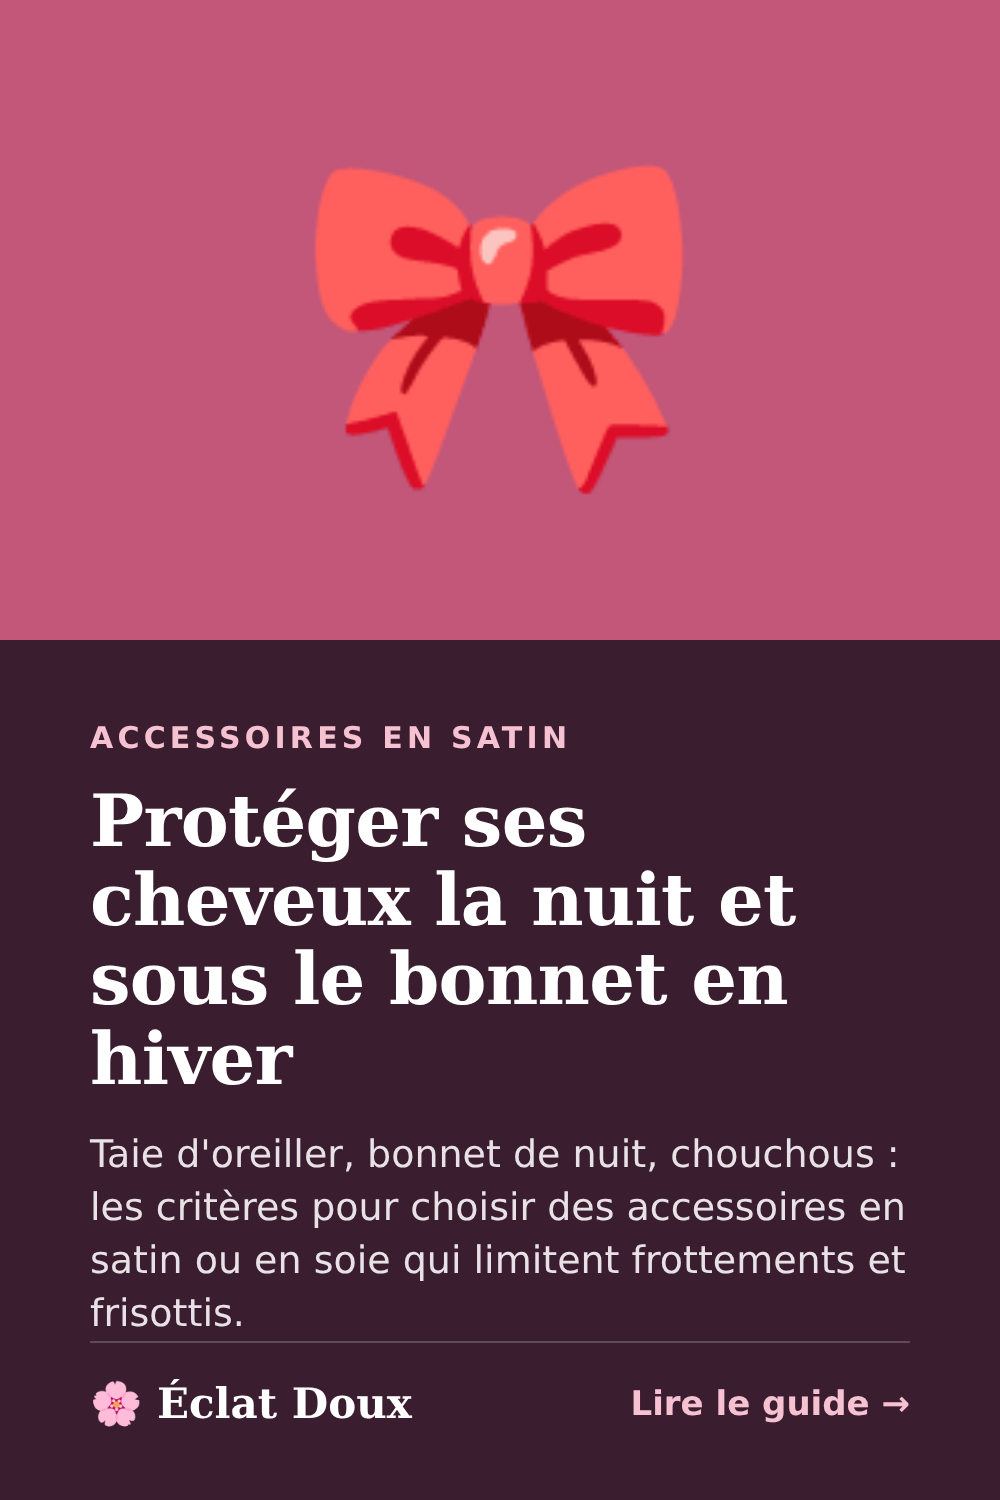 ACCESSOIRES EN SATIN
Protéger ses
cheveux la nuit et
sous le bonnet en
hiver
Taie d'oreiller, bonnet de nuit, chouchous :
les critères pour choisir des accessoires en
satin ou en soie qui limitent frottements et
frisottis.
Éclat Doux
Lire le guide →